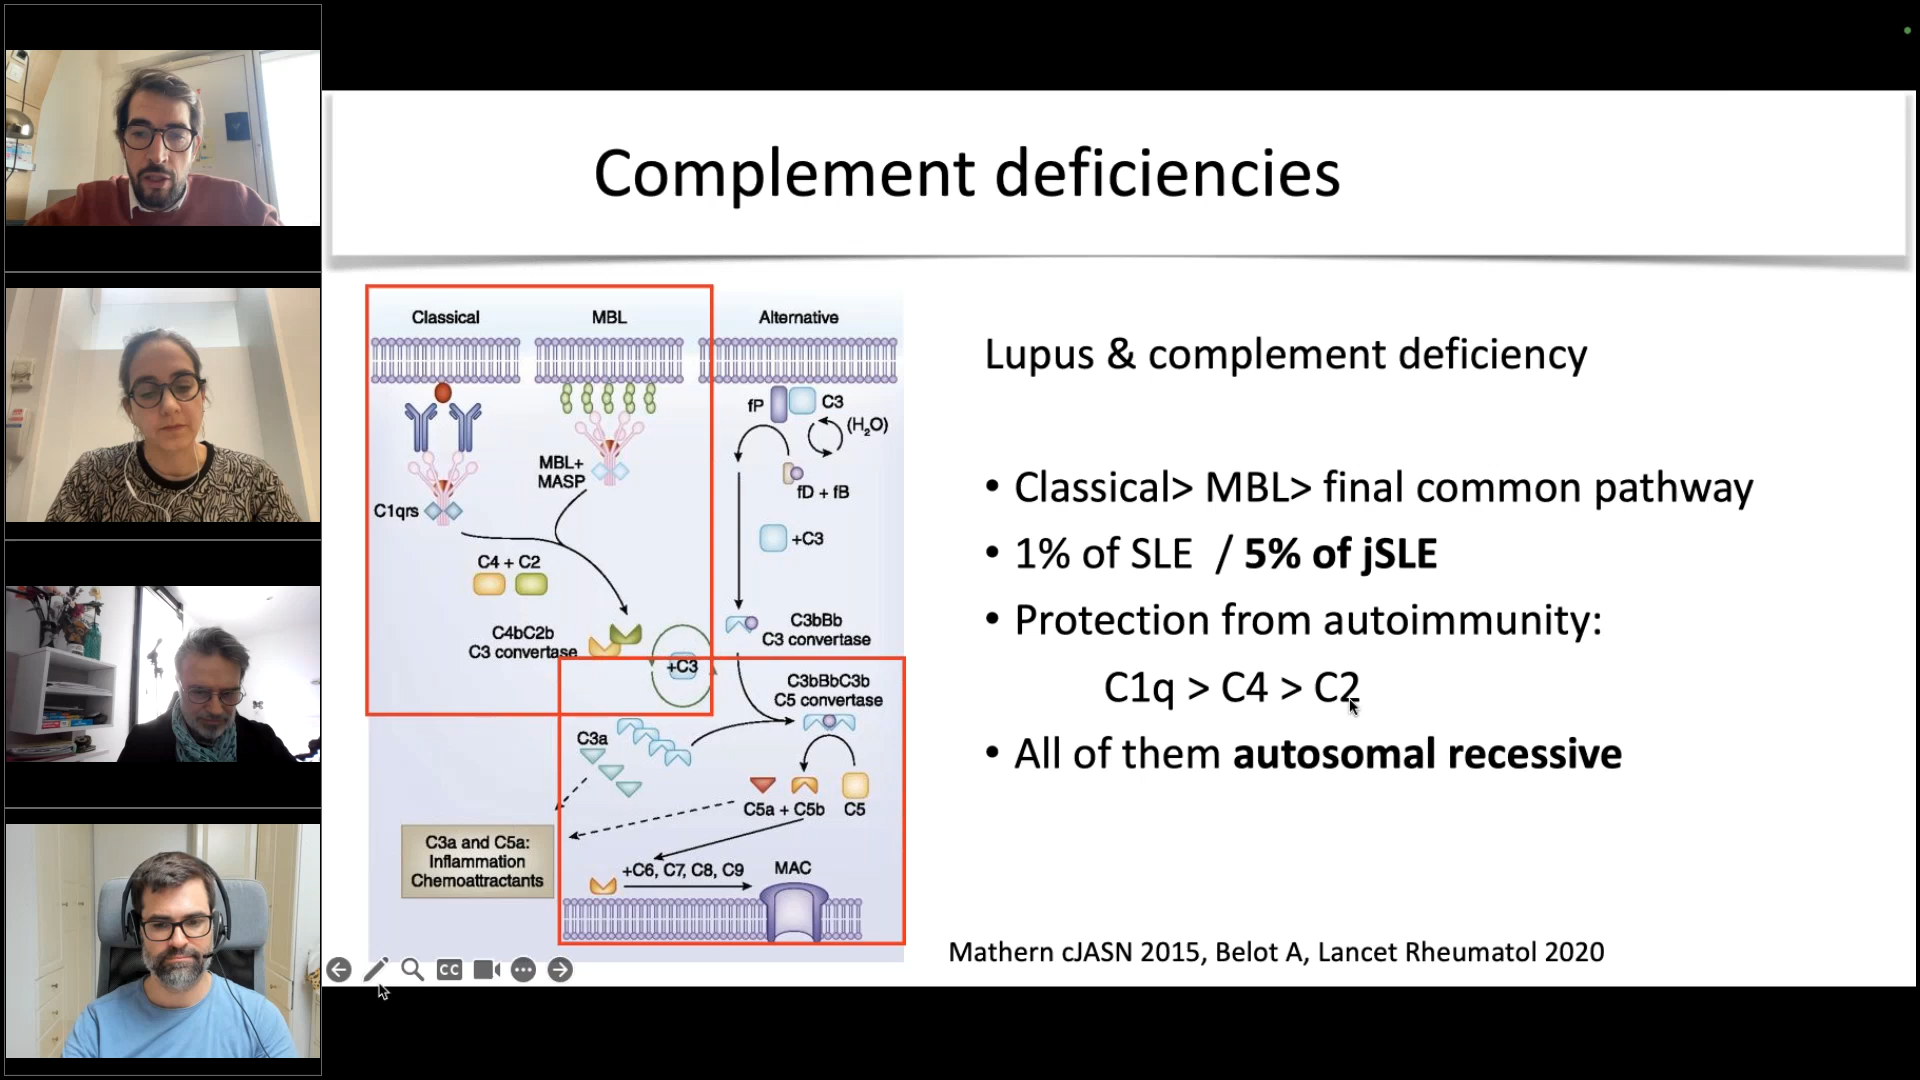 Complement deficiencies
Classical
MBL
Alternative
fP
C3
(H₂O)
MBL+
MASP
fD + fB
C1qrs
+C3
C4 + C2
C4bC2b
C3 convertase
+C3
C3bBb
C3 convertase
C3bBbC3b
C5 convertase
C3a
C5a + C5b
C5
C3a and C5a:
Inflammation
Chemoattractants
+C6, C7, C8, C9
MAC
Lupus & complement deficiency
• Classical> MBL> final common pathway
• 1% of SLE / 5% of jSLE
• Protection from autoimmunity:
C1q > C4 > C2
• All of them autosomal recessive
Mathern cJASN 2015, Belot A, Lancet Rheumatol 2020
CC